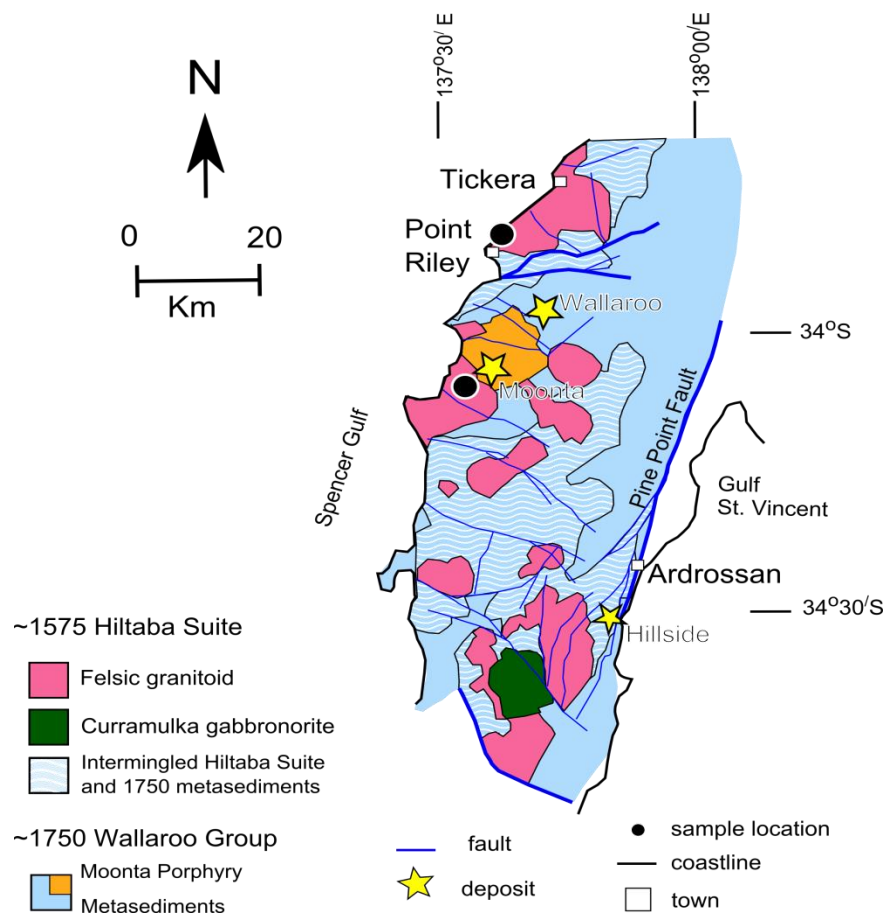 137°30′ E
138°00′ E
N
0 20
Km
Tickera
Point
Riley
Wallaroo
34°S
Moonta
Spencer Gulf
Pine Point Fault
Gulf
St. Vincent
Ardrossan
34°30′S
Hillside
~1575 Hiltaba Suite
Felsic granitoid
Curramulka gabbronorite
Intermingled Hiltaba Suite
and 1750 metasediments
~1750 Wallaroo Group
Moonta Porphyry
Metasediments
fault
deposit
sample location
coastline
town